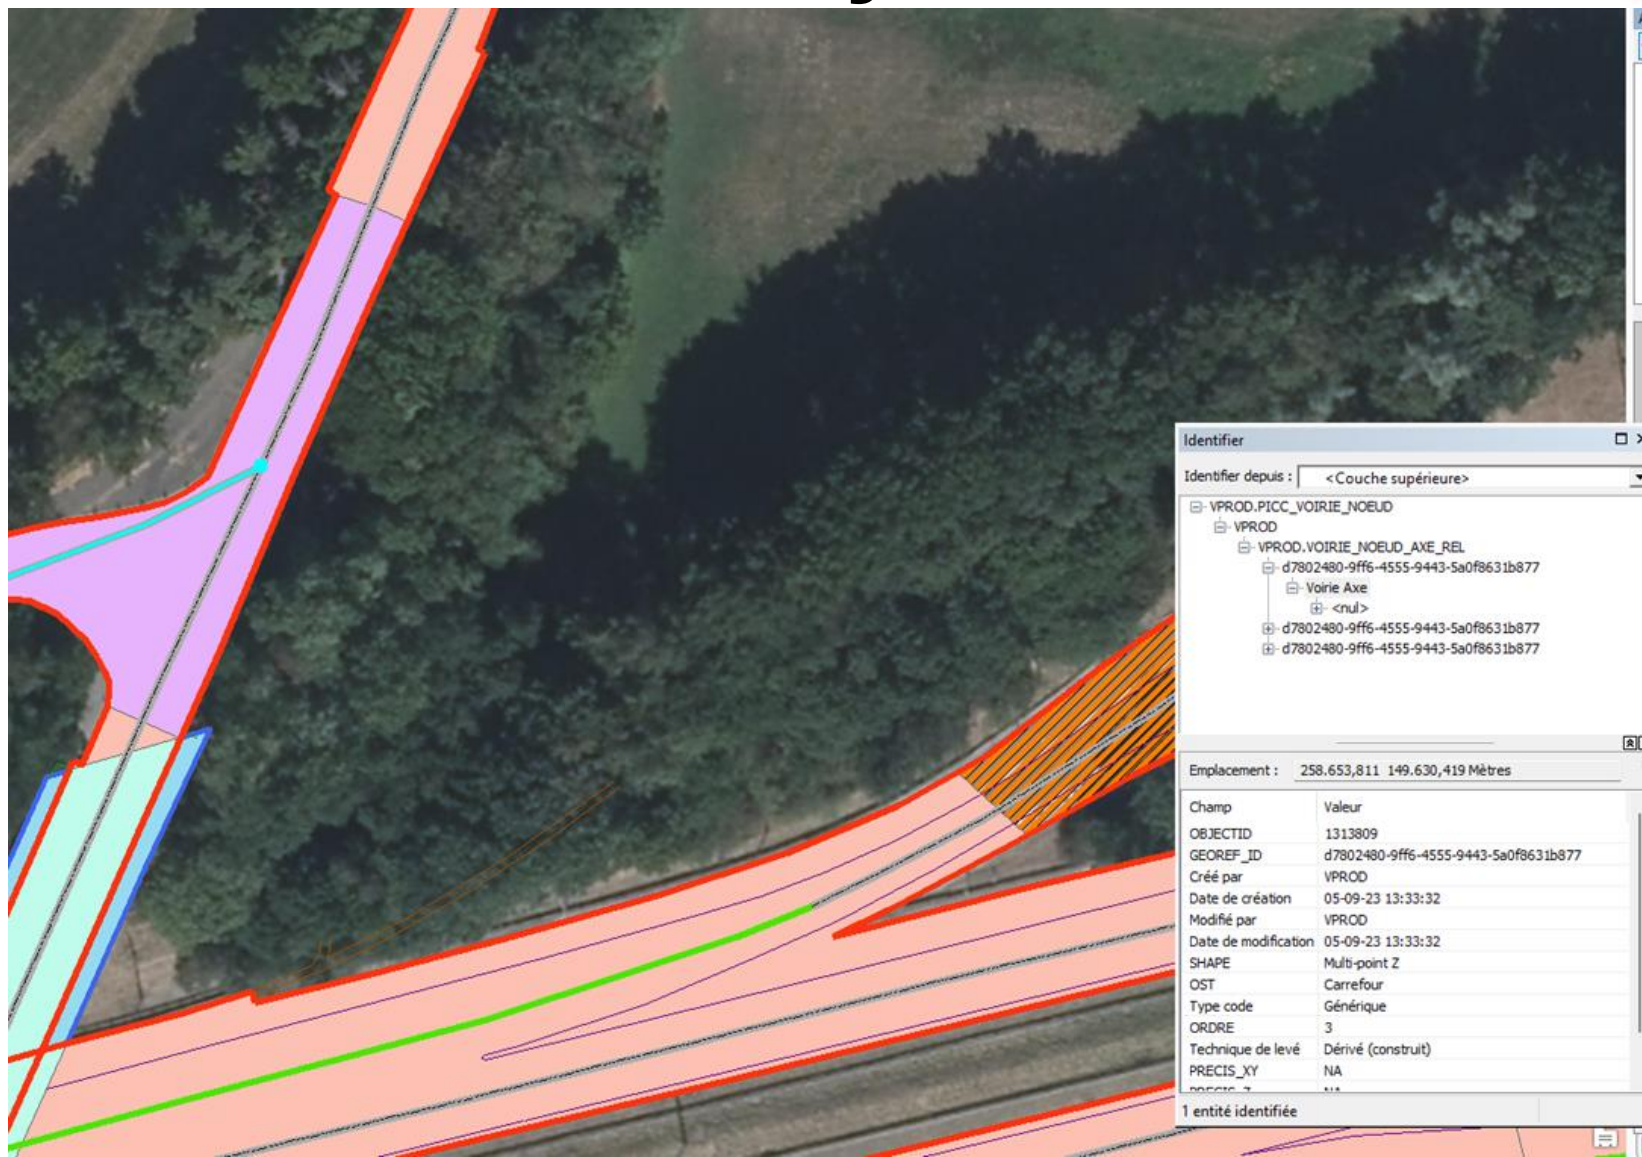 Identifier
Identifier depuis : <Couche supérieure>
VPROD.PICC_VOIRIE_NOEUD
VPROD
VPROD.VOIRIE_NOEUD_AXE_REL
d7802480-9ff6-4555-9443-5a0f8631b877
Voirie Axe
<nul>
d7802480-9ff6-4555-9443-5a0f8631b877
d7802480-9ff6-4555-9443-5a0f8631b877
Emplacement : 258.653,811 149.630,419 Mètres
Champ Valeur
OBJECTID 1313809
GEOREF_ID d7802480-9ff6-4555-9443-5a0f8631b877
Créé par VPROD
Date de création 05-09-23 13:33:32
Modifié par VPROD
Date de modification 05-09-23 13:33:32
SHAPE Multi-point Z
OST Carrefour
Type code Générique
ORDRE 3
Technique de levé Dérivé (construit)
PRECIS_XY NA
1 entité identifiée